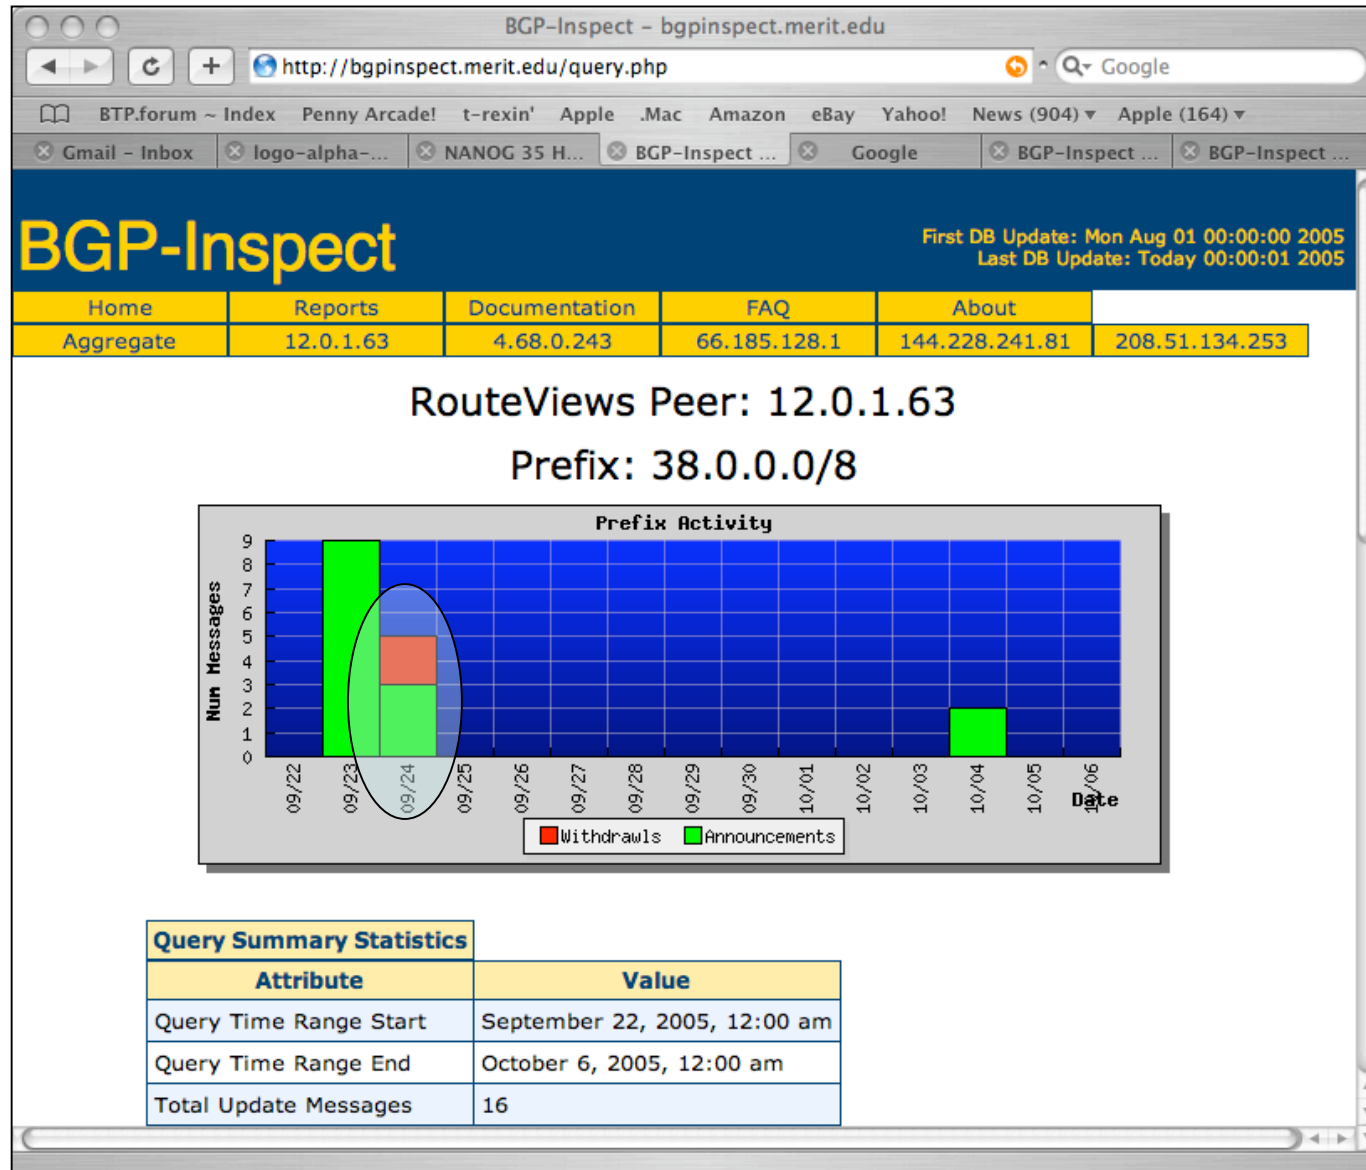 BGP-Inspect – bgpinspect.merit.edu
http://bgpinspect.merit.edu/query.php Google
BTP.forum ~ Index Penny Arcade! t-rexin' Apple .Mac Amazon eBay Yahoo! News (904) Apple (164)
Gmail – Inbox logo-alpha-... NANOG 35 H... BGP-Inspect ... Google BGP-Inspect ... BGP-Inspect ...
BGP-Inspect
First DB Update: Mon Aug 01 00:00:00 2005
Last DB Update: Today 00:00:01 2005
Home Reports Documentation FAQ About
Aggregate 12.0.1.63 4.68.0.243 66.185.128.1 144.228.241.81 208.51.134.253
RouteViews Peer: 12.0.1.63
Prefix: 38.0.0.0/8
Prefix Activity
9
8
7
6
5
4
3
2
1
0
Num Messages
09/22 09/23 09/24 09/25 09/26 09/27 09/28 09/29 09/30 10/01 10/02 10/03 10/04 10/05 10/06
Date
Withdrawls Announcements
Query Summary Statistics
Attribute Value
Query Time Range Start September 22, 2005, 12:00 am
Query Time Range End October 6, 2005, 12:00 am
Total Update Messages 16